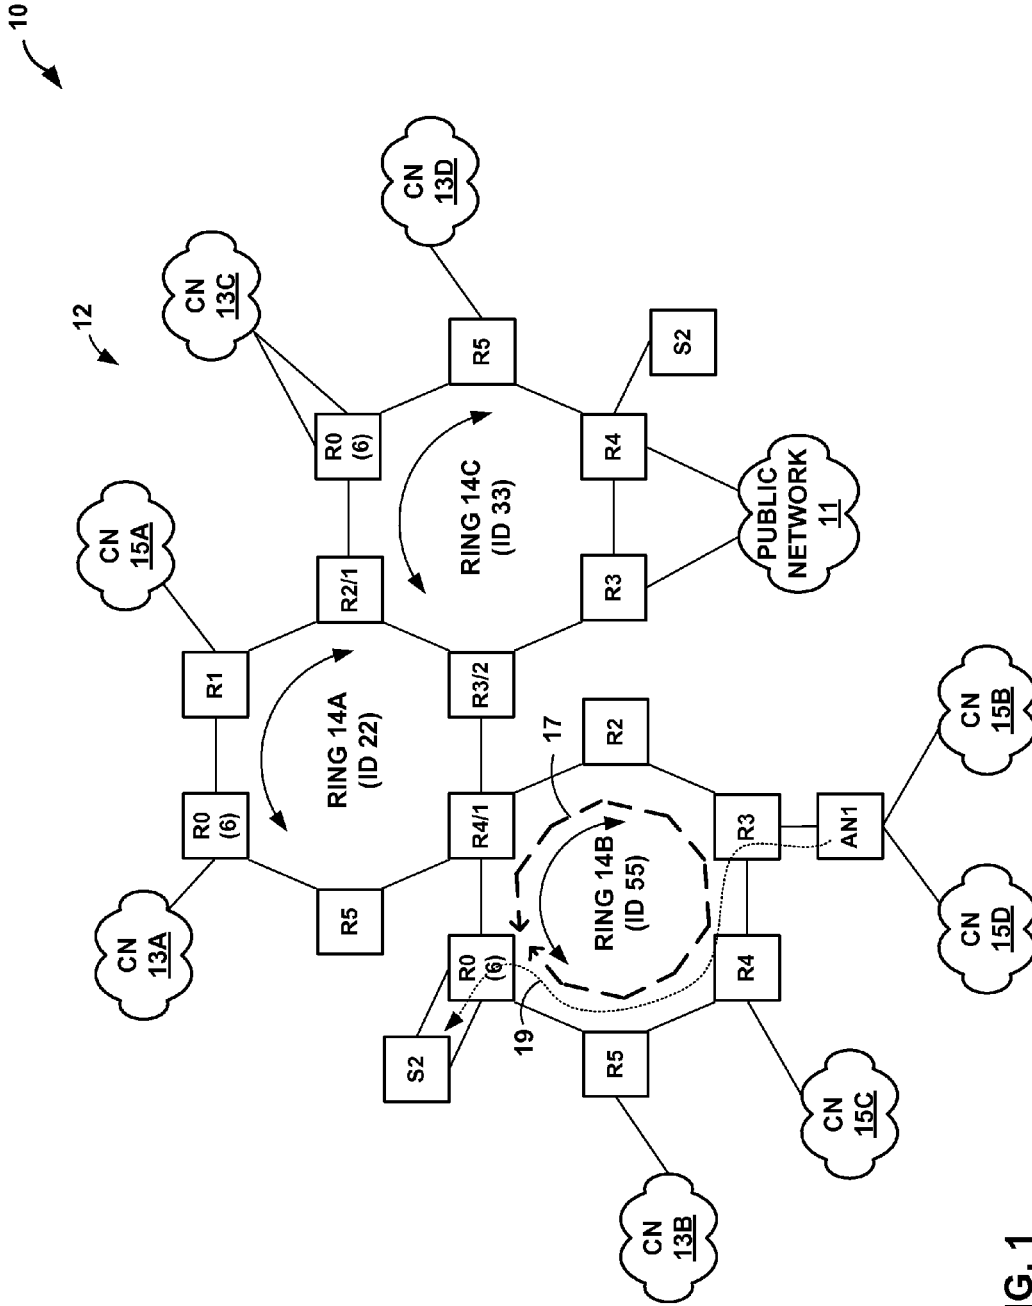 10
12
CN
13A
CN
15A
CN
13C
R0
(6)
R1
RING 14A
(ID 22)
R5
R2/1
R0
(6)
CN
13D
S2
R0
(6)
R4/1
R3/2
RING 14C
(ID 33)
R5
19
17
RING 14B
(ID 55)
R5
R2
R3
R4
CN
13B
S2
R4
R3
PUBLIC
NETWORK
11
CN
15C
AN1
CN
15D
CN
15B
G. 1